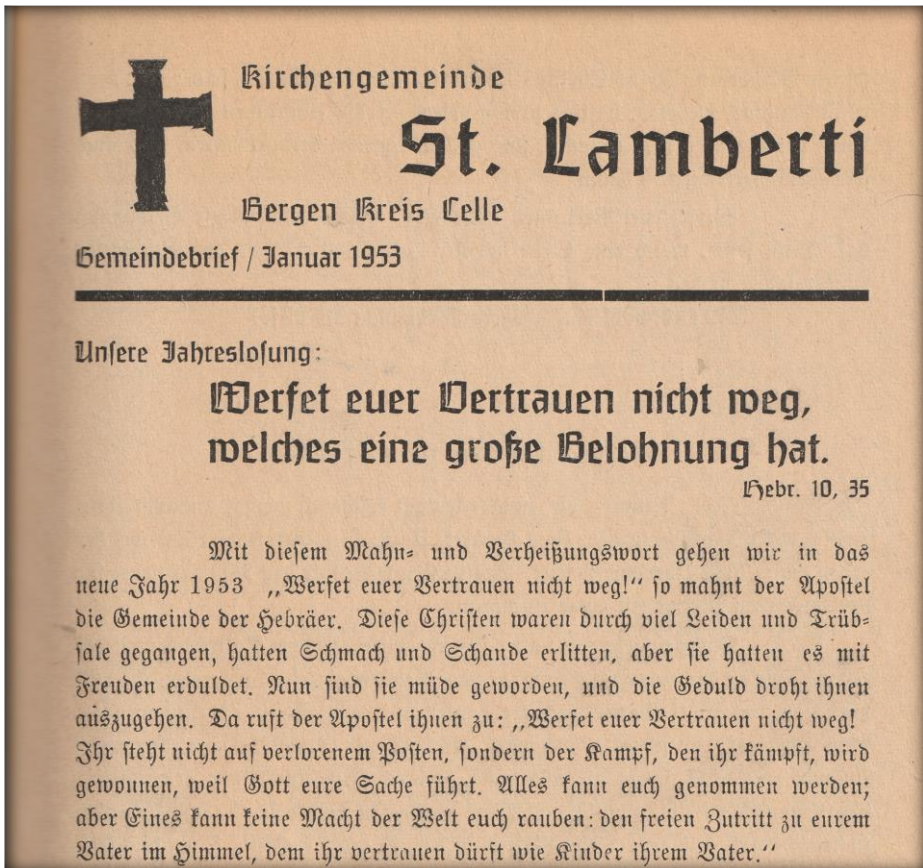 Kirchengemeinde
St. Lamberti
Bergen Kreis Celle
Gemeindebrief / Januar 1953
Unsere Jahreslosung:
Werfet euer Vertrauen nicht weg,
welches eine große Belohnung hat.
Hebr. 10, 35
Mit diesem Mahn- und Verheißungswort gehen wir in das
neue Jahr 1953 „Werfet euer Vertrauen nicht weg!“ so mahnt der Apostel
die Gemeinde der Hebräer. Diese Christen waren durch viel Leiden und Trüb-
sale gegangen, hatten Schmach und Schande erlitten, aber sie hatten es mit
Freuden erduldet. Nun sind sie müde geworden, und die Geduld droht ihnen
auszugehen. Da ruft der Apostel ihnen zu: „Werfet euer Vertrauen nicht weg!
Ihr steht nicht auf verlorenem Posten, sondern der Kampf, den ihr kämpft, wird
gewonnen, weil Gott eure Sache führt. Alles kann euch genommen werden;
aber Eines kann keine Macht der Welt euch rauben: den freien Zutritt zu eurem
Vater im Himmel, dem ihr vertrauen dürft wie Kinder ihrem Vater.“